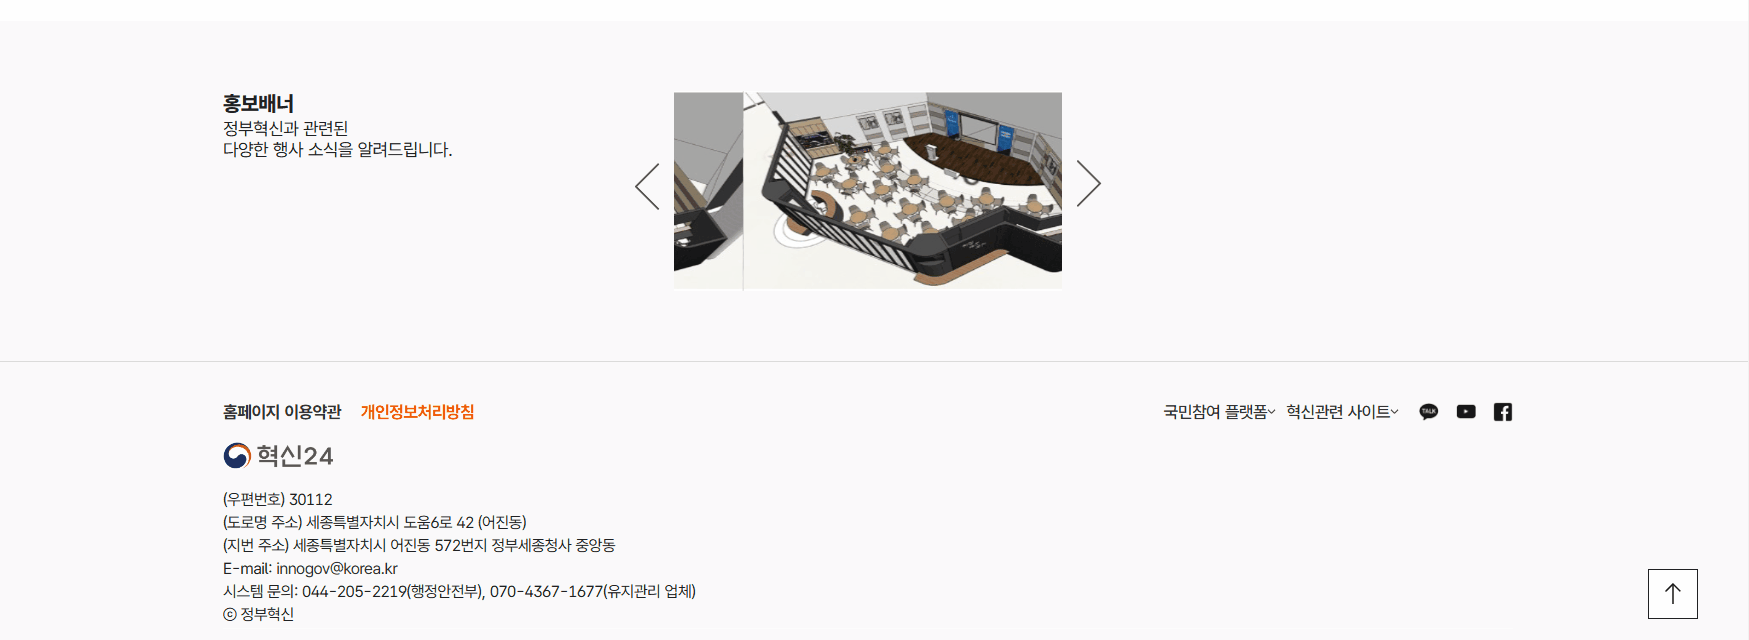 홍보배너
정부혁신과 관련된
다양한 행사 소식을 알려드립니다.
홈페이지 이용약관 개인정보처리방침
국민참여 플랫폼 혁신관련 사이트 TALK
혁신24
(우편번호) 30112
(도로명 주소) 세종특별자치시 도움6로 42 (어진동)
(지번 주소) 세종특별자치시 어진동 572번지 정부세종청사 중앙동
E-mail: innogov@korea.kr
시스템 문의: 044-205-2219(행정안전부), 070-4367-1677(유지관리 업체)
ⓒ 정부혁신